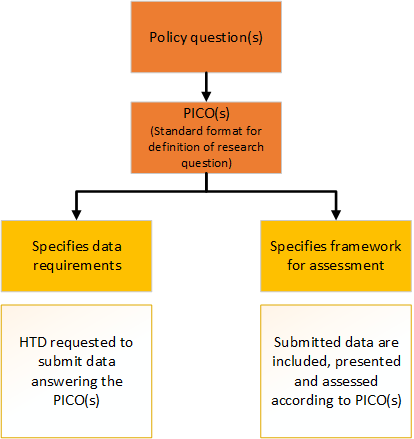 Policy question(s)
PICO(s)
(Standard format for
definition of research
question)
Specifies data
requirements
Specifies framework
for assessment
HTD requested to
submit data
answering the
PICO(s)
Submitted data are
included, presented
and assessed
according to PICO(s)